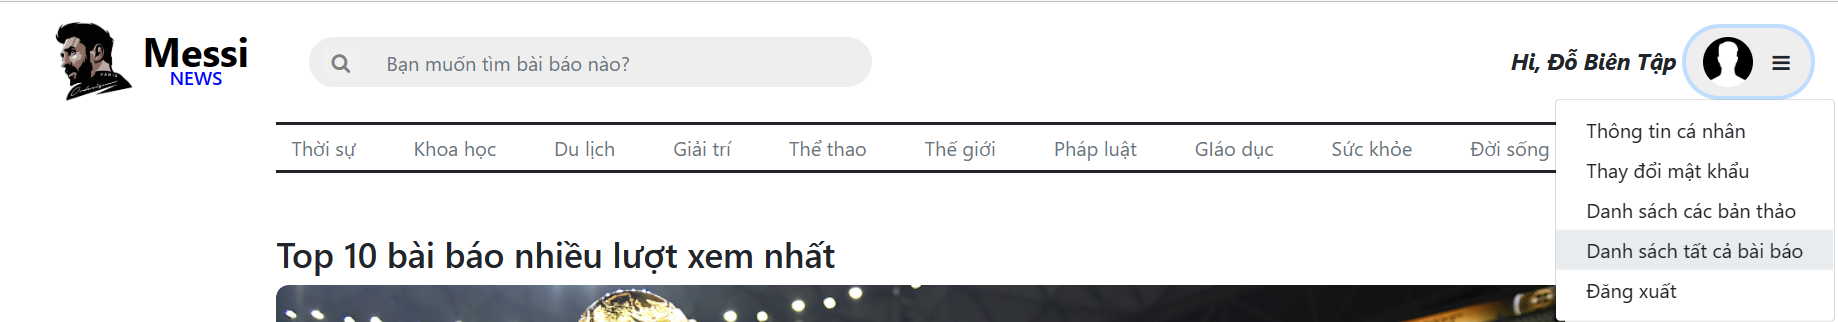 Messi
NEWS
Bạn muốn tìm bài báo nào?
Hi, Đỗ Biên Tập
Thời sự Khoa học Du lịch Giải trí Thể thao Thế giới Pháp luật Giáo dục Sức khỏe Đời sống
Thông tin cá nhân
Thay đổi mật khẩu
Danh sách các bản thảo
Danh sách tất cả bài báo
Đăng xuất
Top 10 bài báo nhiều lượt xem nhất